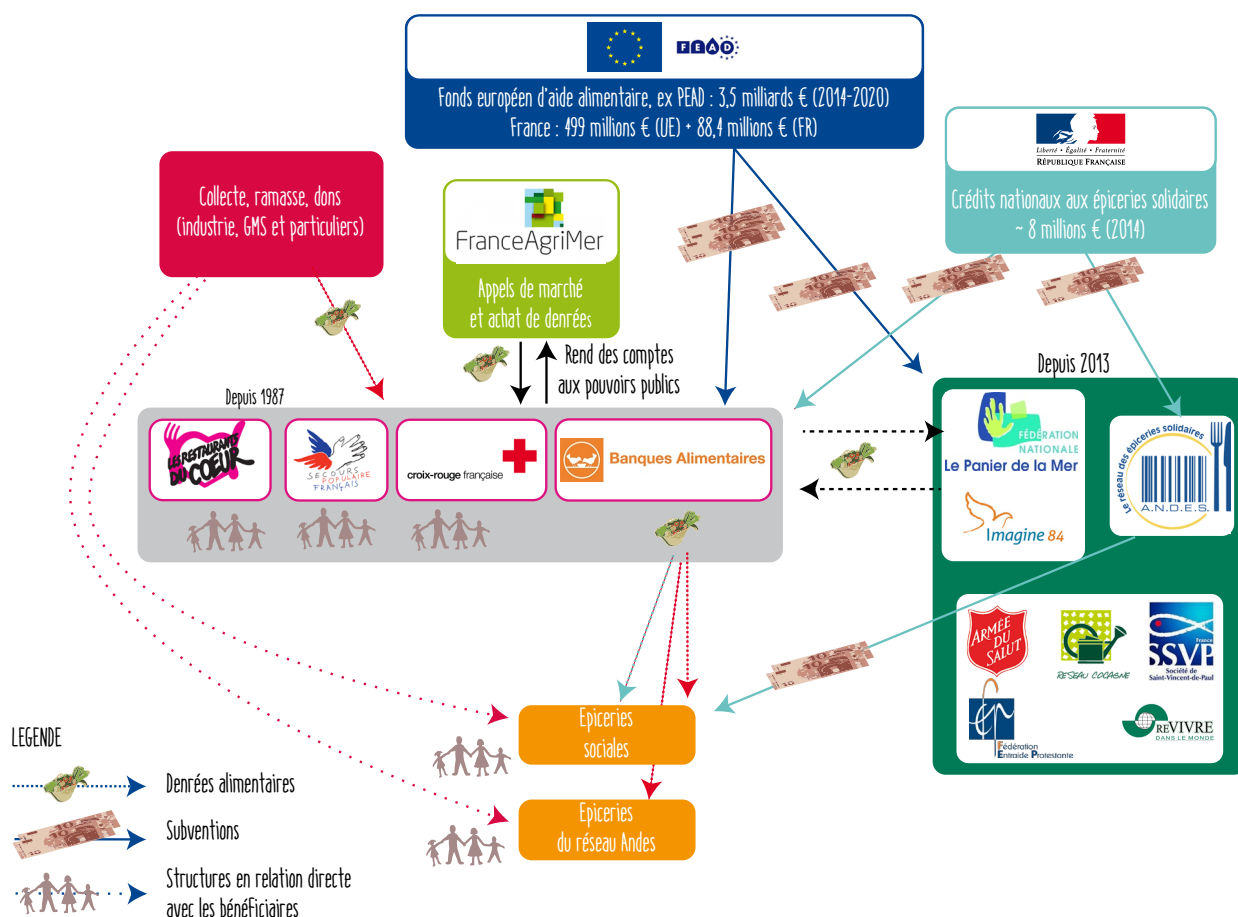 FEAD
Fonds européen d'aide alimentaire, ex PEAD : 3,5 milliards € (2014-2020)
France : 499 millions € (UE) + 88,4 millions € (FR)
Liberté • Égalité • Fraternité
RÉPUBLIQUE FRANÇAISE
Crédits nationaux aux épiceries solidaires
~ 8 millions € (2014)
Collecte, ramasse, dons
(industrie, GMS et particuliers)
FranceAgriMer
Appels de marché
et achat de denrées
Rend des comptes
aux pouvoirs publics
Depuis 1987
LES RESTAURANTS
DU COEUR
SECOURS
POPULAIRE
FRANÇAIS
croix-rouge française
Banques Alimentaires
Depuis 2013
FÉDÉRATION
NATIONALE
Le Panier de la Mer
Imagine 84
Le réseau des épiceries solidaires
A.N.D.E.S.
ARMÉE
DU
SALUT
RESEAU COCAGNE
France
SSVP
Société de
Saint-Vincent-de-Paul
Fédération
Entraide Protestante
REVIVRE
DANS LE MONDE
Epiceries
sociales
Epiceries
du réseau Andes
LEGENDE
Denrées alimentaires
Subventions
Structures en relation directe
avec les bénéficiaires